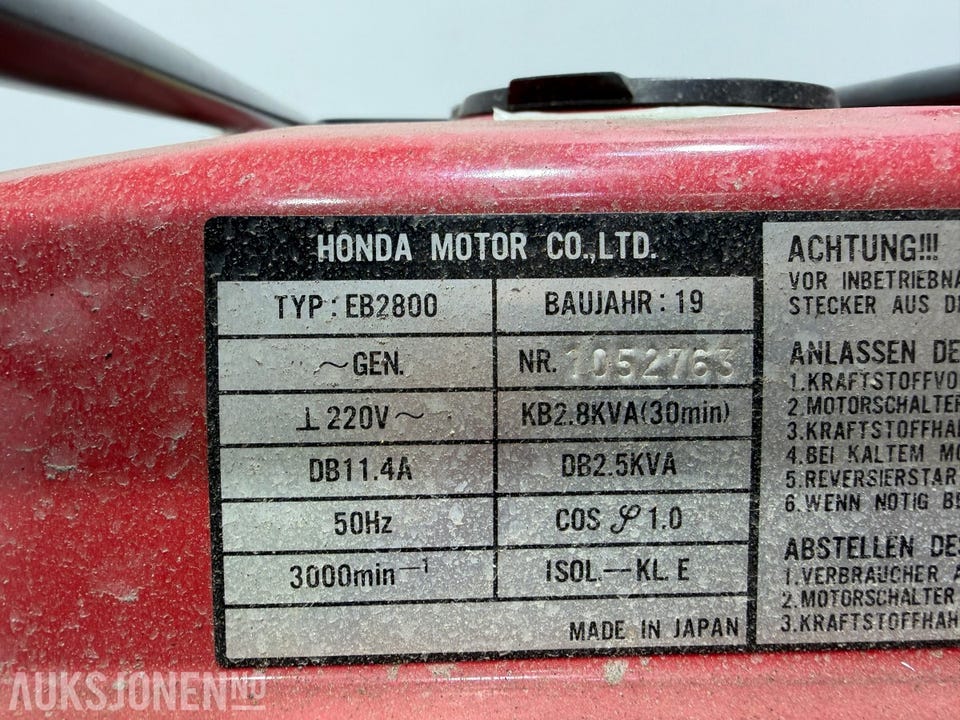 HONDA MOTOR CO.,LTD.
TYP : EB2800 BAUJAHR : 19
~GEN. NR. 1052763
⊥ 220V ~ KB2.8KVA(30min)
DB11.4A DB2.5KVA
50Hz COS 𝒮 1.0
3000min⁻¹ ISOL.—KL. E
MADE IN JAPAN
ACHTUNG!!!
VOR INBETRIEBNA
STECKER AUS D
ANLASSEN DE
1.KRAFTSTOFFVO
2.MOTORSCHALTER
3.KRAFTSTOFFHA
4.BEI KALTEM MO
5.REVERSIERSTAR
6.WENN NÖTIG BE
ABSTELLEN DES
1.VERBRAUCHER A
2.MOTORSCHALTER
3.KRAFTSTOFFHAH
AUKSJONEN.NO